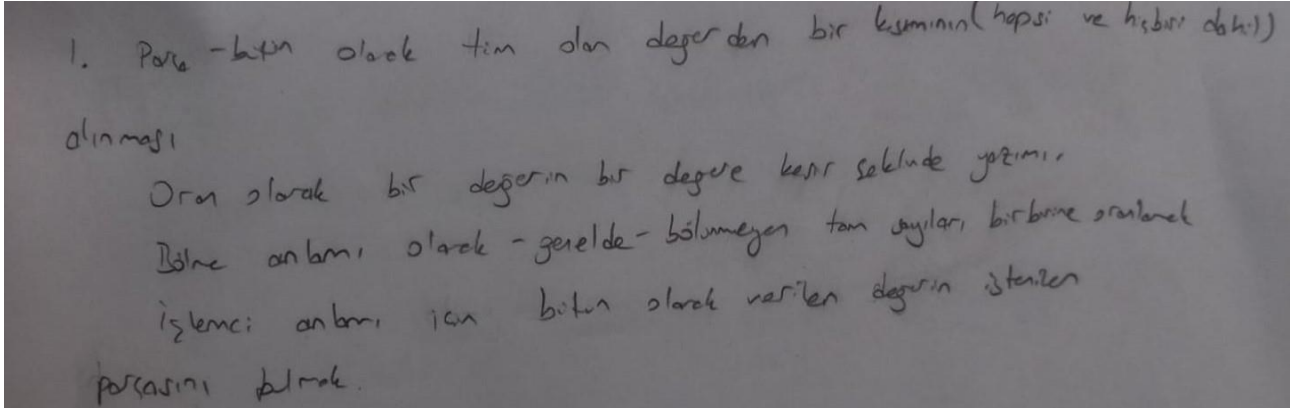 1. Parça-bütün olarak tüm olan değerden bir kısmının (hepsi ve hiçbiri dahil)
alınması
Oran olarak bir değerin bir değere kesir şeklinde yazımı.
Bölme anlamı olarak - genelde - bölünmeyen tam sayıları birbirine oranlamak
İşlemci anlamı için bütün olarak verilen değerin istenilen
parçasını bulmak.